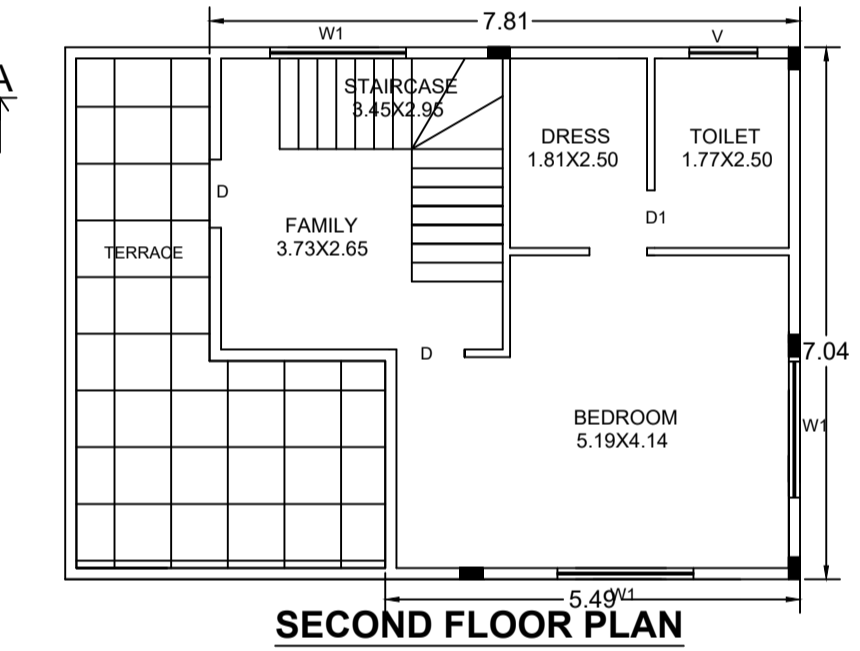 7.81
W1
V
A
STAIRCASE
3.45X2.95
DRESS
1.81X2.50
TOILET
1.77X2.50
D
D1
FAMILY
3.73X2.65
TERRACE
D
7.04
BEDROOM
5.19X4.14
W1
5.49
W1
SECOND FLOOR PLAN